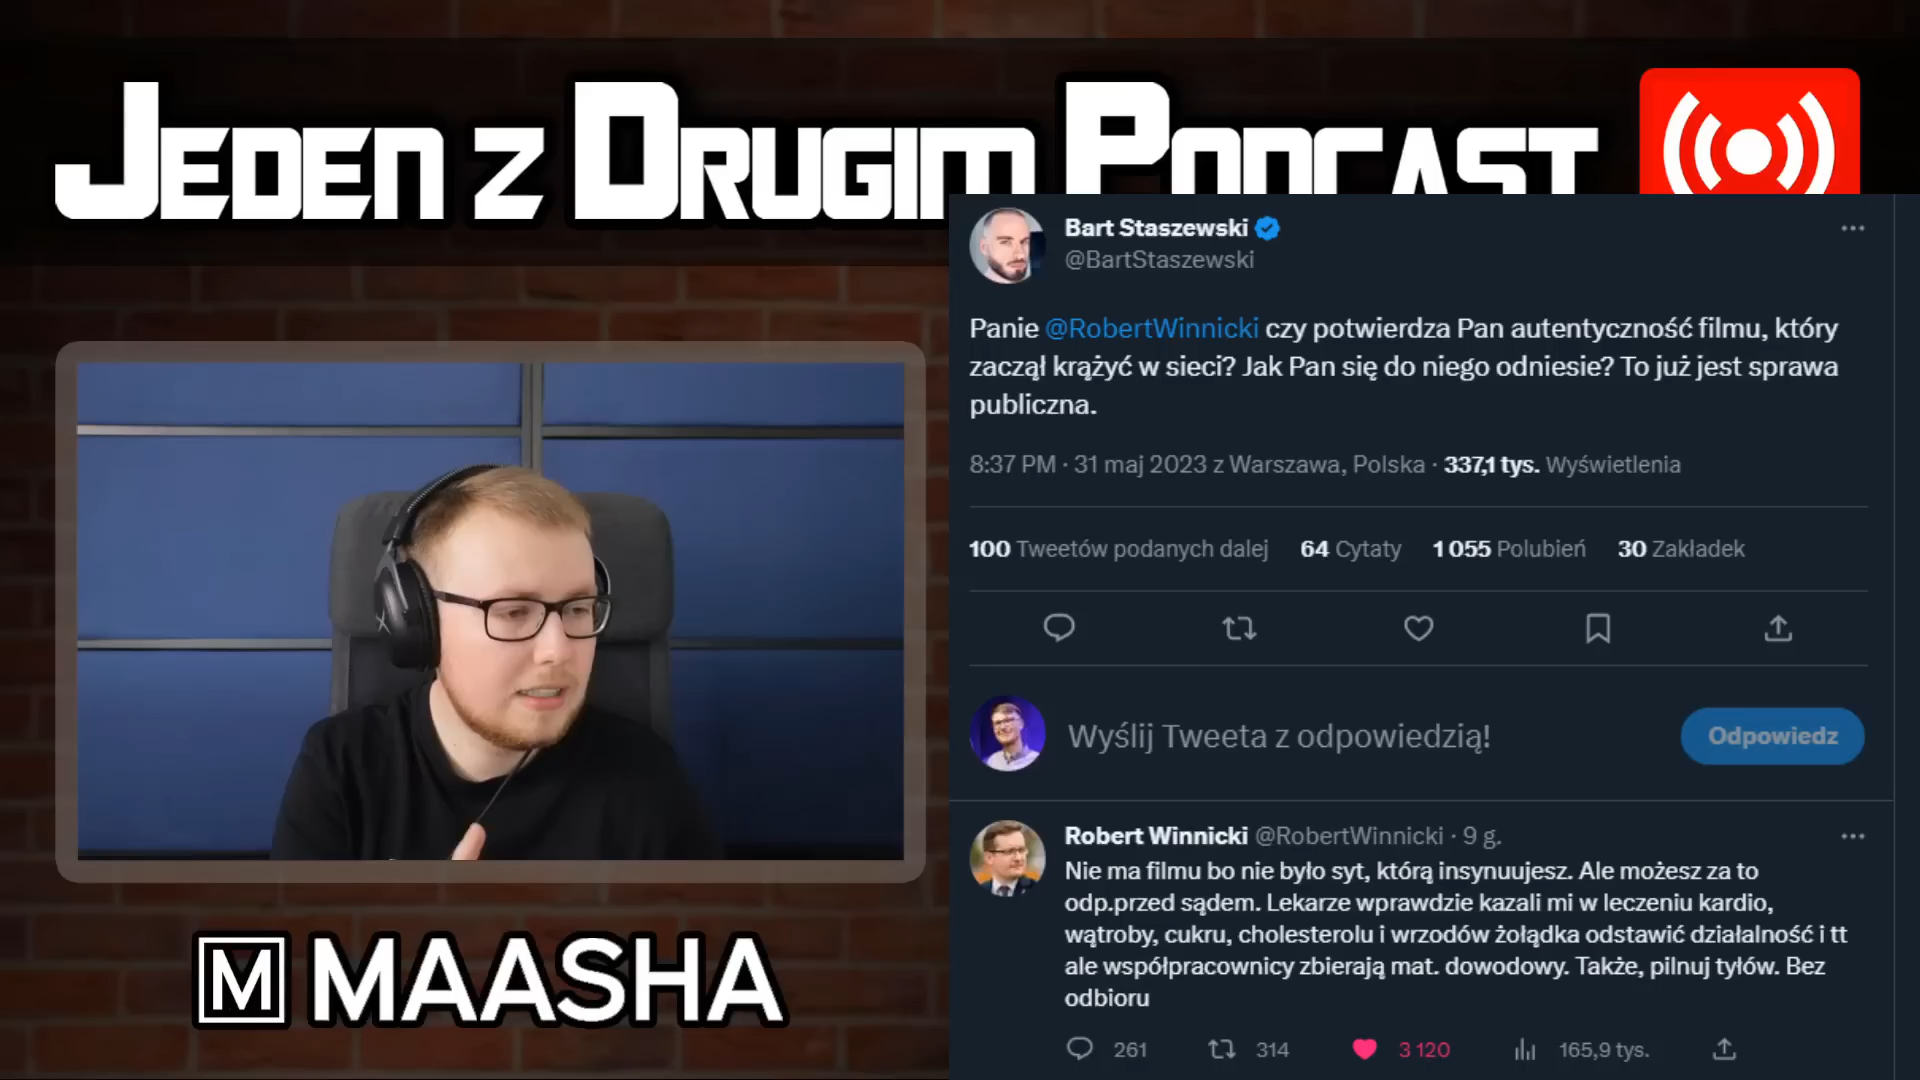 JEDEN Z DRUGIM PODCAST
Bart Staszewski
@BartStaszewski
Panie @RobertWinnicki czy potwierdza Pan autentyczność filmu, który
zaczął krążyć w sieci? Jak Pan się do niego odniesie? To już jest sprawa
publiczna.
8:37 PM · 31 maj 2023 z Warszawa, Polska · 337,1 tys. Wyświetlenia
100 Tweetów podanych dalej 64 Cytaty 1 055 Polubień 30 Zakładek
Wyślij Tweeta z odpowiedzią!
Odpowiedz
Robert Winnicki @RobertWinnicki · 9 g.
Nie ma filmu bo nie było syt, którą insynuujesz. Ale możesz za to
odp.przed sądem. Lekarze wprawdzie kazali mi w leczeniu kardio,
wątroby, cukru, cholesterolu i wrzodów żołądka odstawić działalność i tt
ale współpracownicy zbierają mat. dowodowy. Także, pilnuj tyłów. Bez
odbioru
261 314 3 120 165,9 tys.
M MAASHA